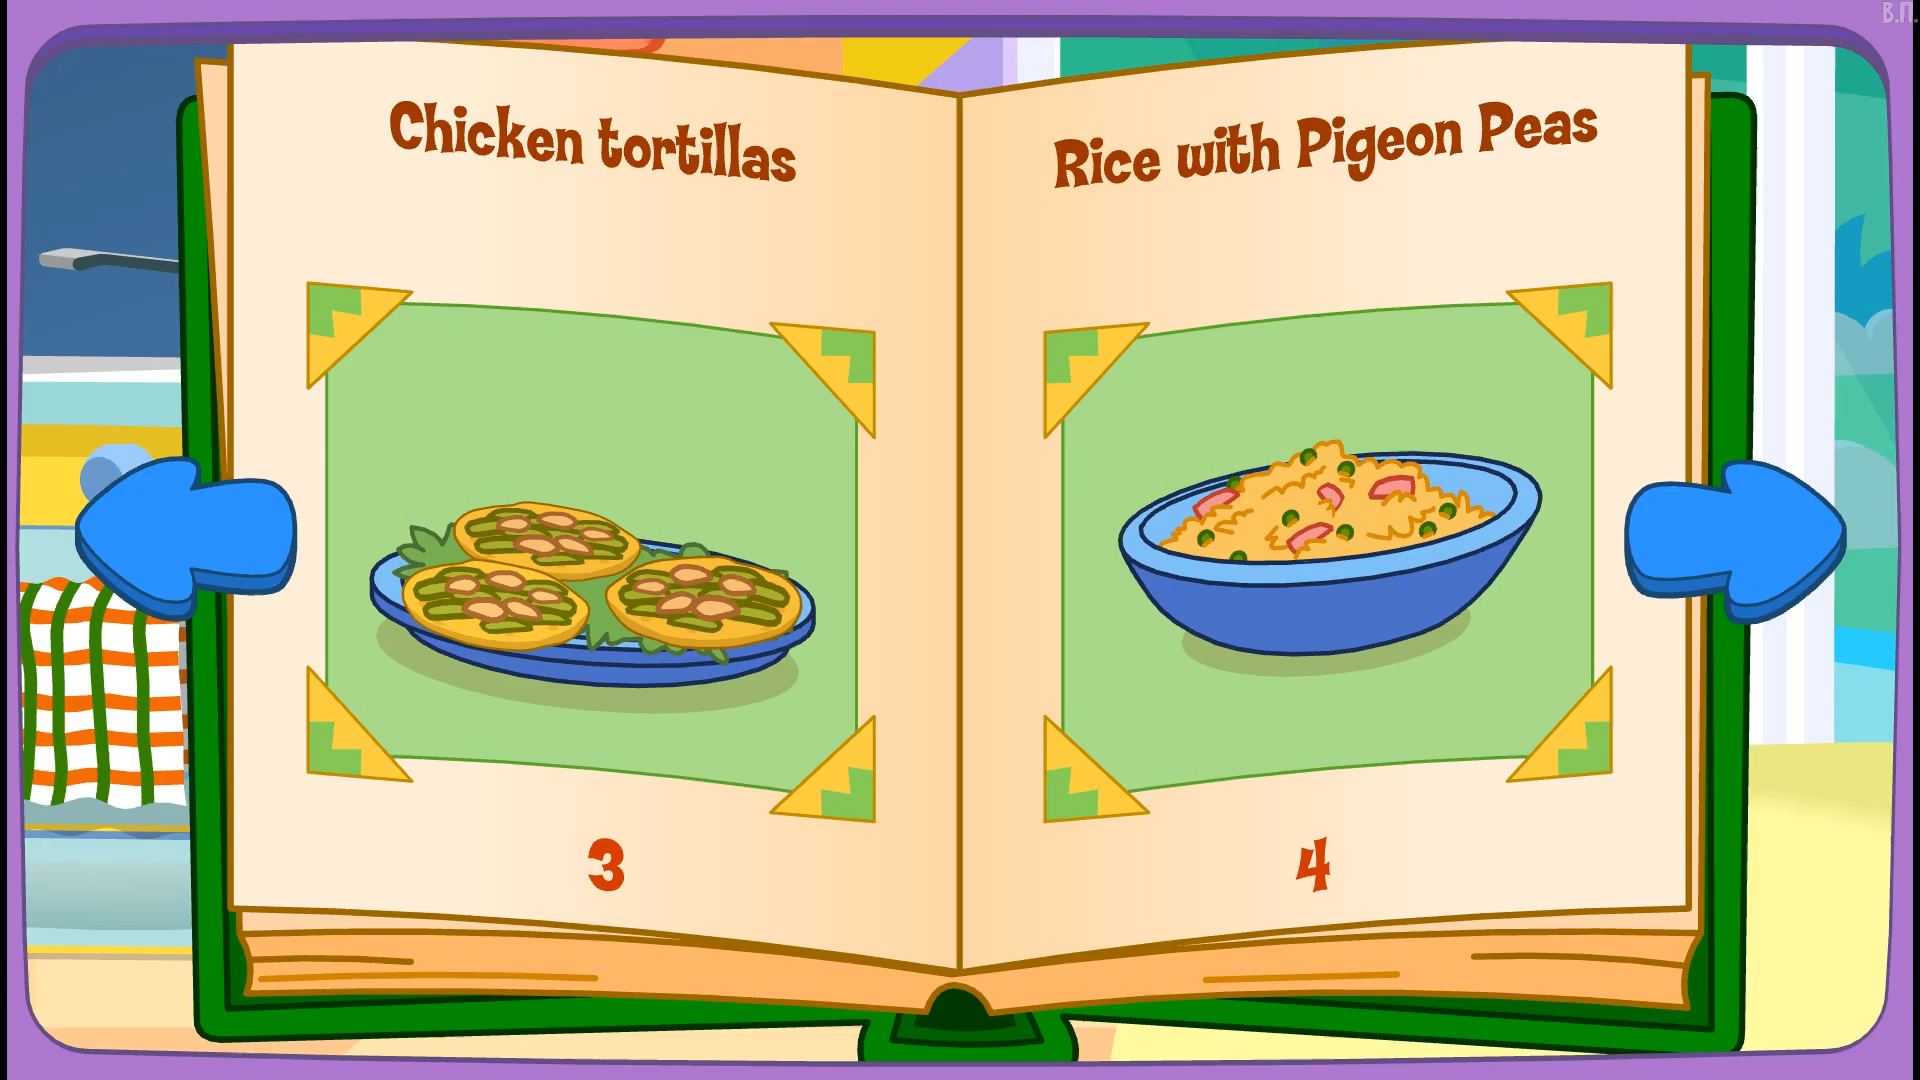 В.П.
Chicken tortillas
Rice with Pigeon Peas
3
4